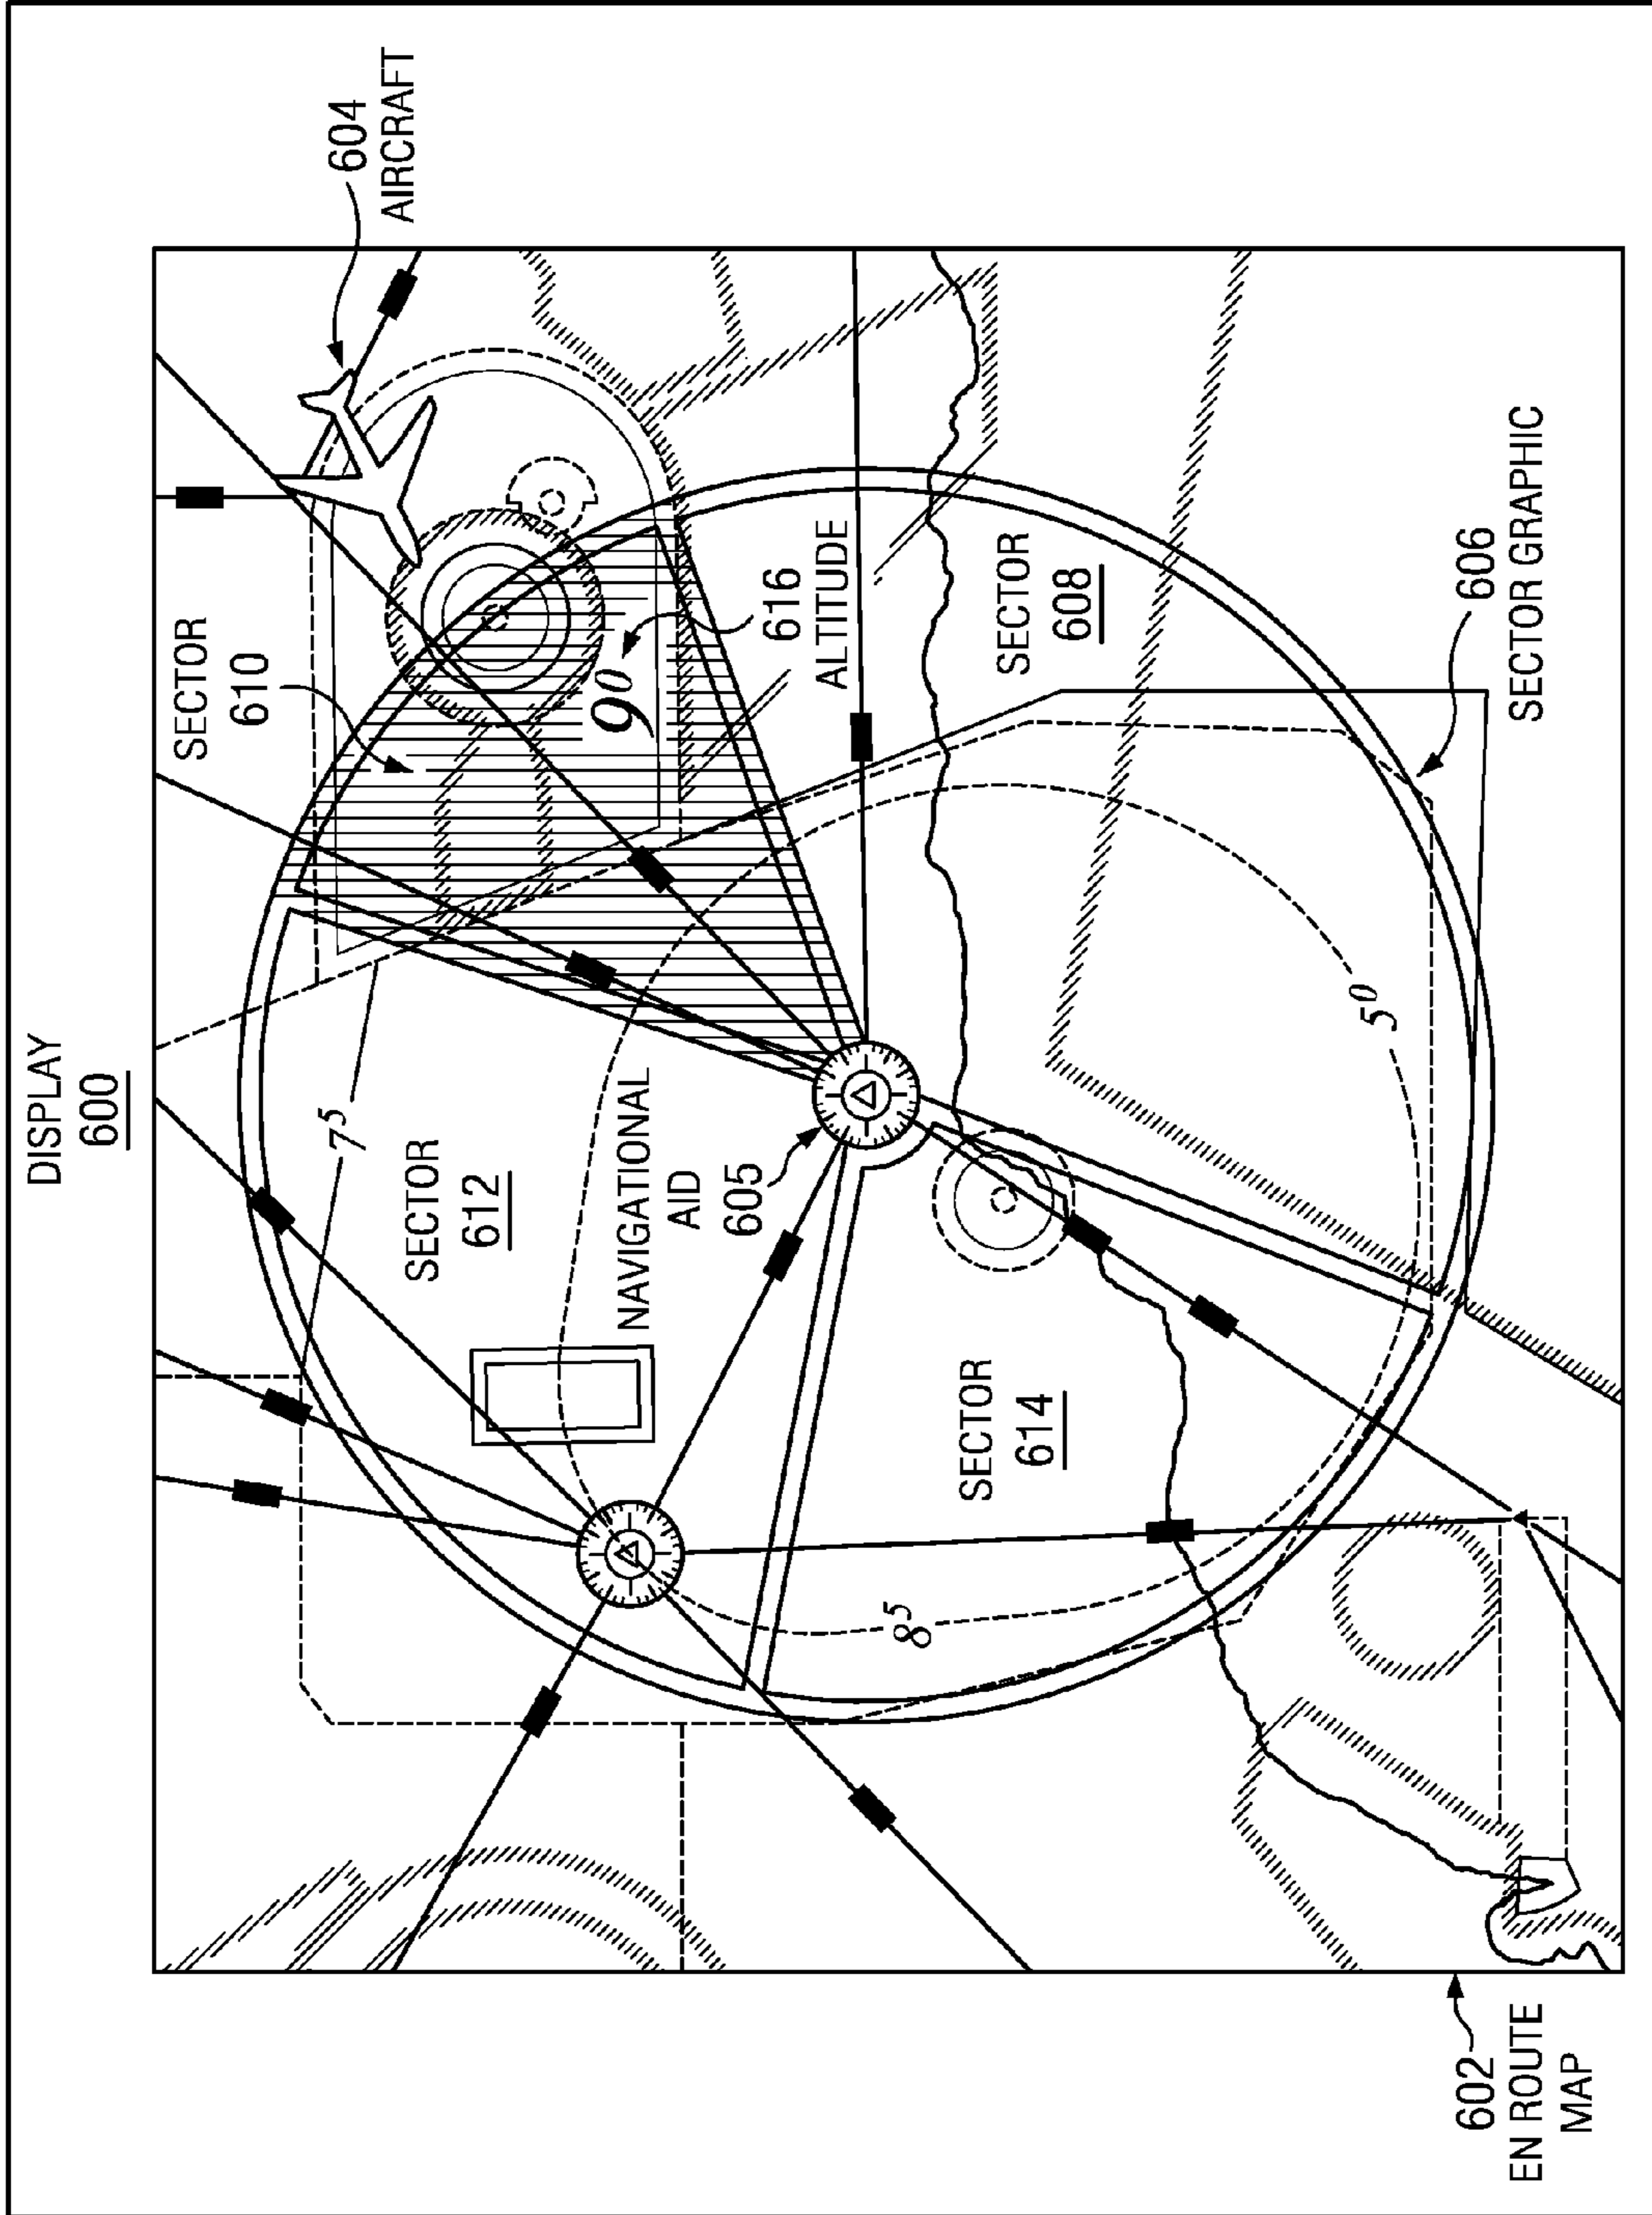 DISPLAY
600
604
AIRCRAFT
SECTOR
610
7⁵
SECTOR
612
NAVIGATIONAL
AID
605
9⁰
616
ALTITUDE
SECTOR
608
SECTOR
614
8⁵
5⁰
606
SECTOR GRAPHIC
602
EN ROUTE
MAP